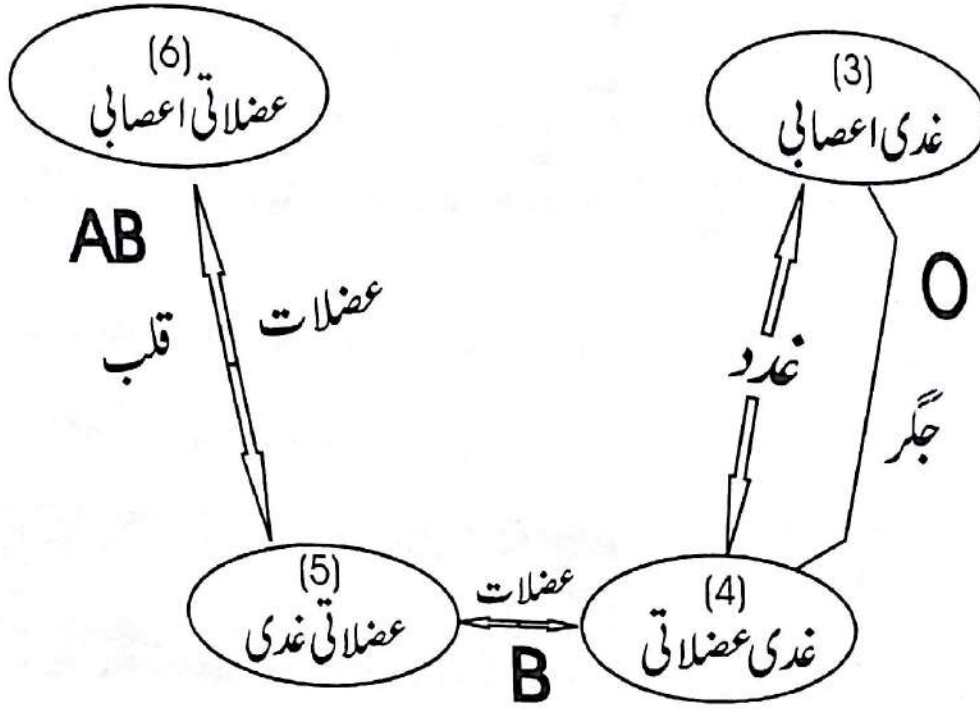 (3)
غدی اعصابی
(6)
عضلاتی اعصابی
O
AB
عضلات
قلب
غدد
جگر
(4)
غدی عضلاتی
عضلات
B
(5)
عضلاتی غدی